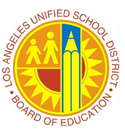 LOS ANGELES UNIFIED SCHOOL DISTRICT
• BOARD OF EDUCATION •